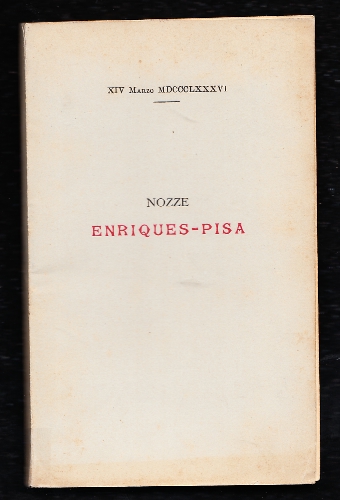 XIV Marzo MDCCCLXXXVI
NOZZE
ENRIQUES-PISA